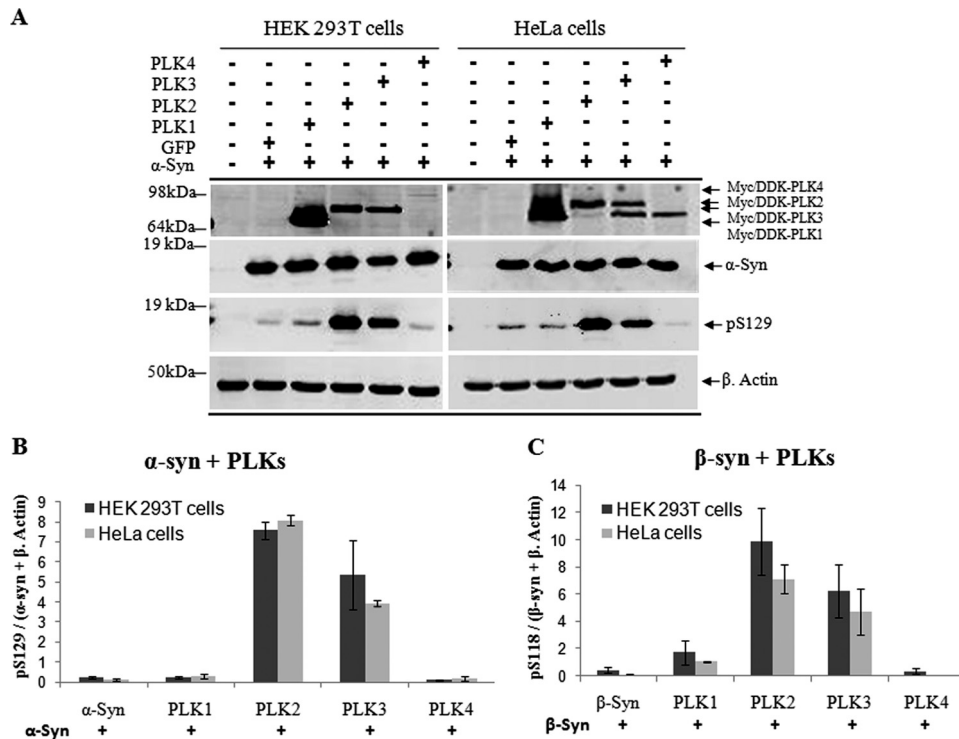 A
HEK 293T cells HeLa cells
PLK4 - - - - - + - - - - - +
PLK3 - - - - + - - - - - + -
PLK2 - - - + - - - - - + - -
PLK1 - - + - - - - - + - - -
GFP - + - - - - - + - - - -
α-Syn - + + + + + - + + + + +
98kDa
64kDa
Myc/DDK-PLK4
Myc/DDK-PLK2
Myc/DDK-PLK3
Myc/DDK-PLK1
19 kDa
α-Syn
19 kDa
pS129
50kDa
β. Actin
B
α-syn + PLKs
pS129 / (α-syn + β. Actin)
9
8
7
6
5
4
3
2
1
0
HEK 293T cells
HeLa cells
α-Syn PLK1 PLK2 PLK3 PLK4
α-Syn + + + + +
C
β-syn + PLKs
pS118 / (β-syn + β. Actin)
14
12
10
8
6
4
2
0
HEK 293T cells
HeLa cells
β-Syn PLK1 PLK2 PLK3 PLK4
β-Syn + + + + +